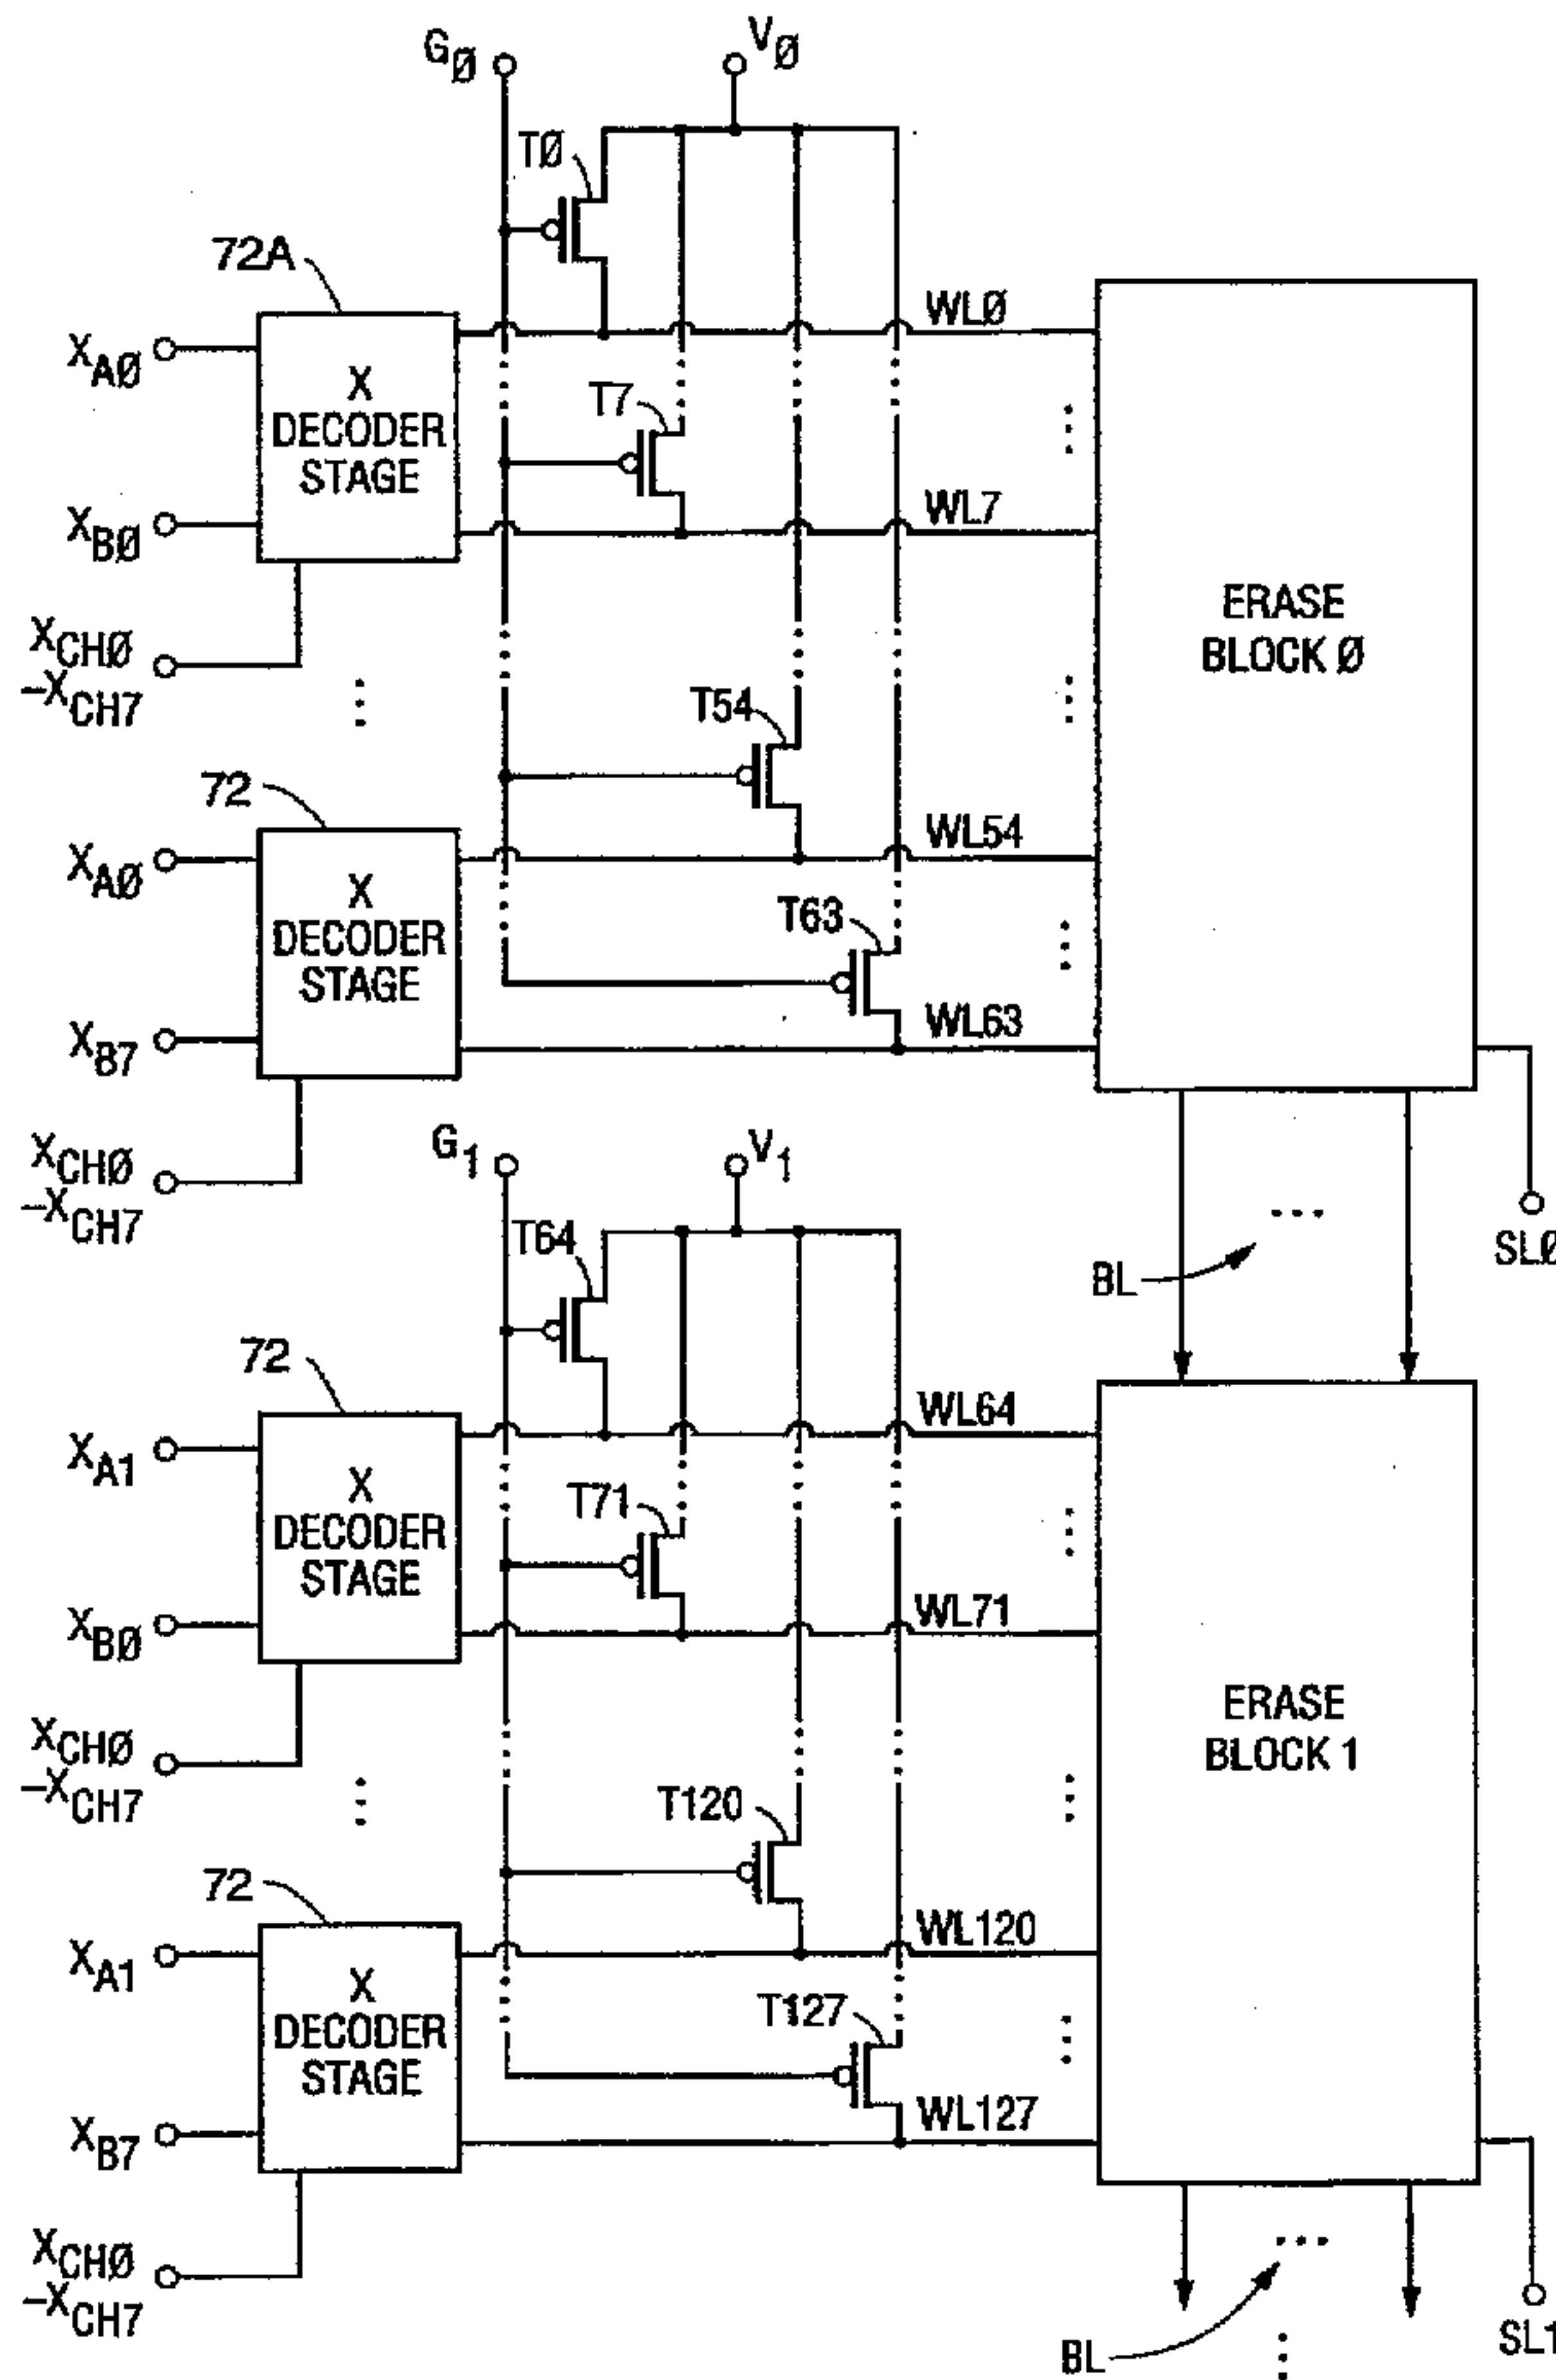 GØ
VØ
TØ
72A
XAØ
X
DECODER
STAGE
XBØ
XCHØ
-XCH7
WLØ
T7
WL7
ERASE
BLOCK Ø
T54
72
XAØ
X
DECODER
STAGE
WL54
T63
WL63
XB7
XCHØ
-XCH7
G1
V1
T64
BL
SLØ
72
XA1
X
DECODER
STAGE
XBØ
XCHØ
-XCH7
WL64
T71
WL71
ERASE
BLOCK 1
T120
72
XA1
X
DECODER
STAGE
WL120
T127
WL127
XB7
XCHØ
-XCH7
BL
SL1